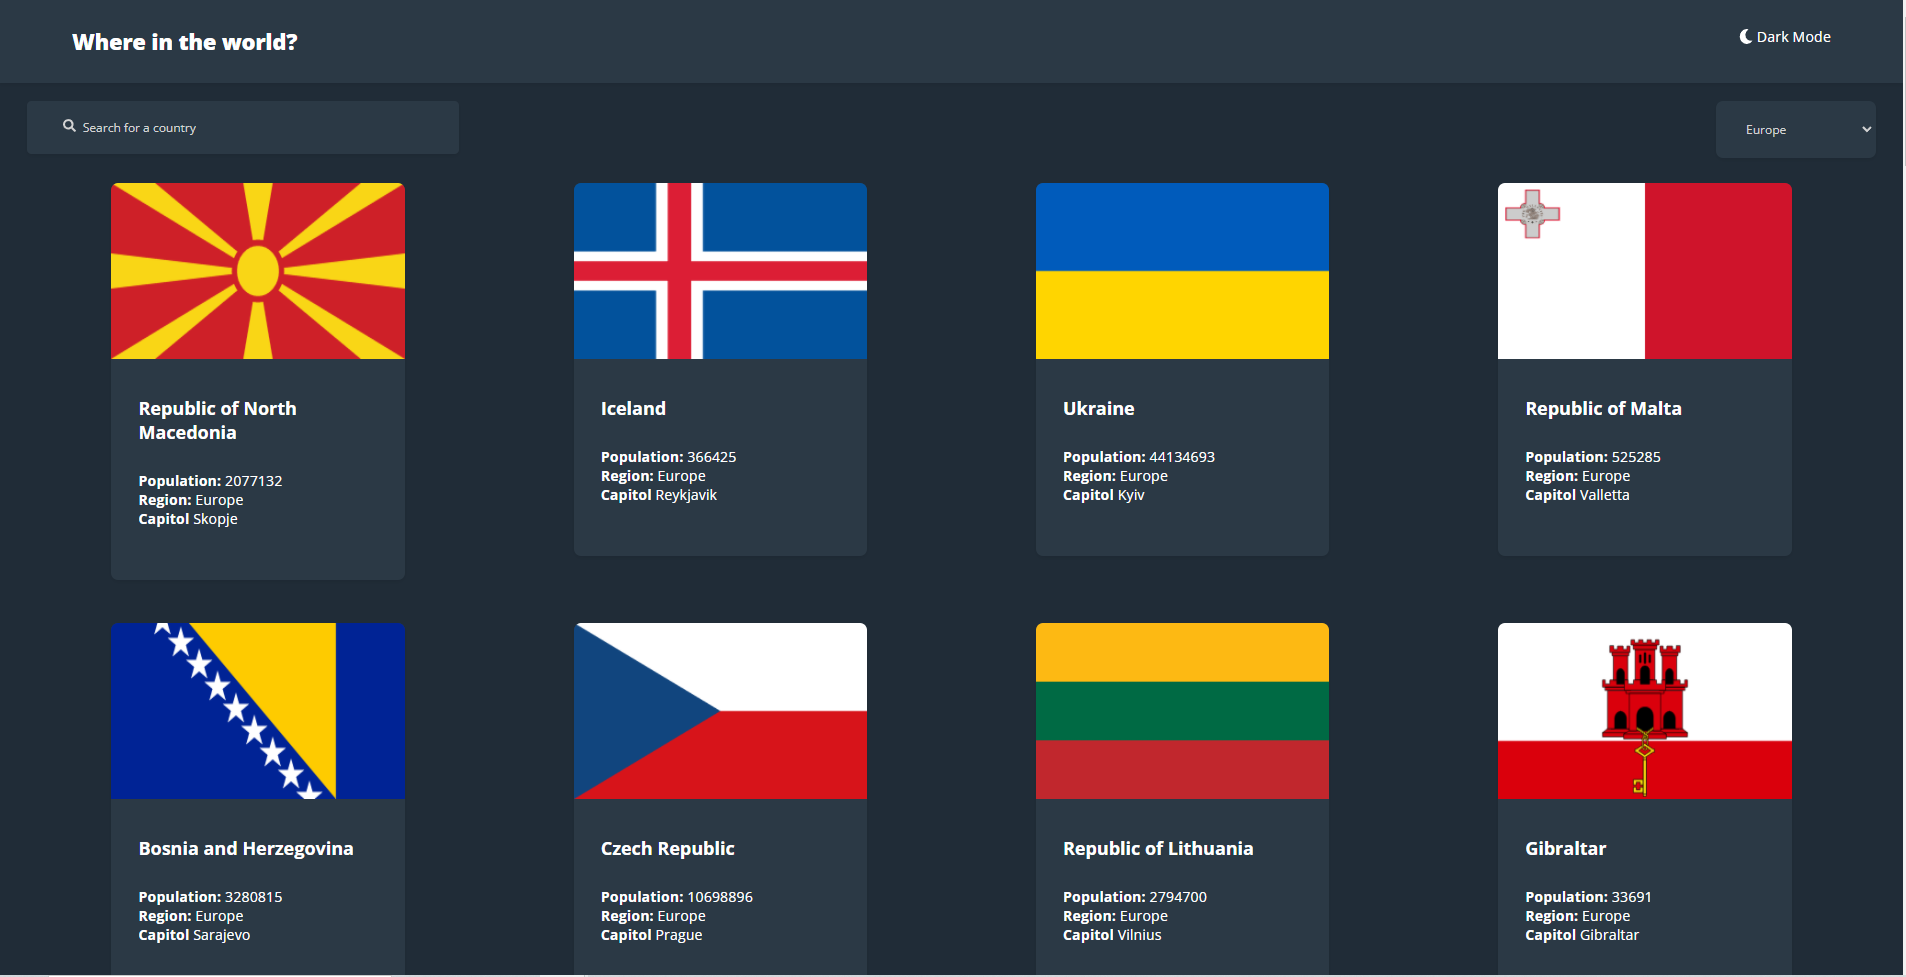 Where in the world?
Dark Mode
Search for a country
Europe
Republic of North
Macedonia
Population: 2077132
Region: Europe
Capitol Skopje
Iceland
Population: 366425
Region: Europe
Capitol Reykjavik
Ukraine
Population: 44134693
Region: Europe
Capitol Kyiv
Republic of Malta
Population: 525285
Region: Europe
Capitol Valletta
Bosnia and Herzegovina
Population: 3280815
Region: Europe
Capitol Sarajevo
Czech Republic
Population: 10698896
Region: Europe
Capitol Prague
Republic of Lithuania
Population: 2794700
Region: Europe
Capitol Vilnius
Gibraltar
Population: 33691
Region: Europe
Capitol Gibraltar